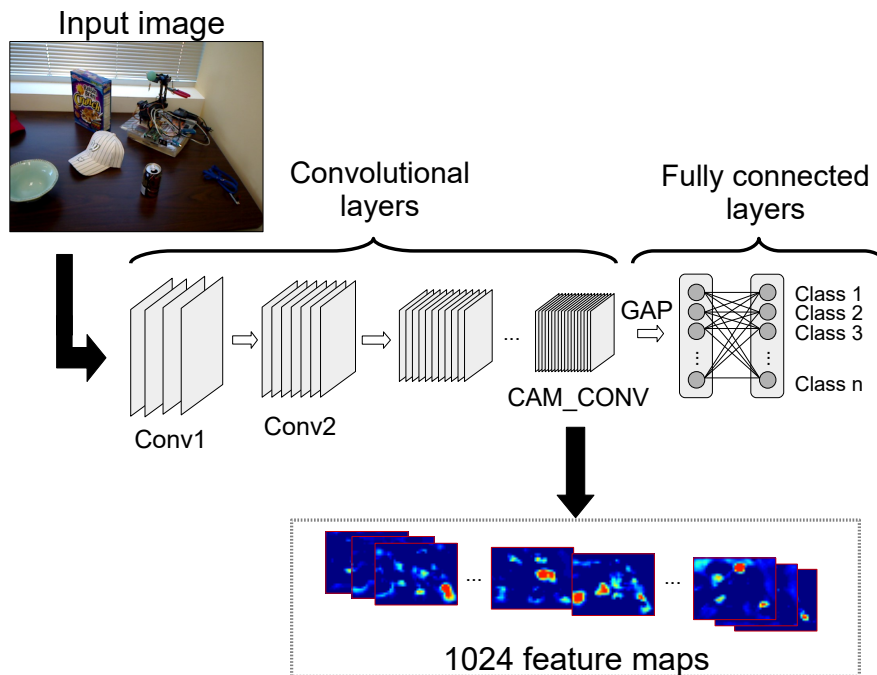 Input image
Convolutional
layers
Fully connected
layers
GAP
Class 1
Class 2
Class 3
Class n
...
CAM_CONV
Conv1
Conv2
...
...
1024 feature maps